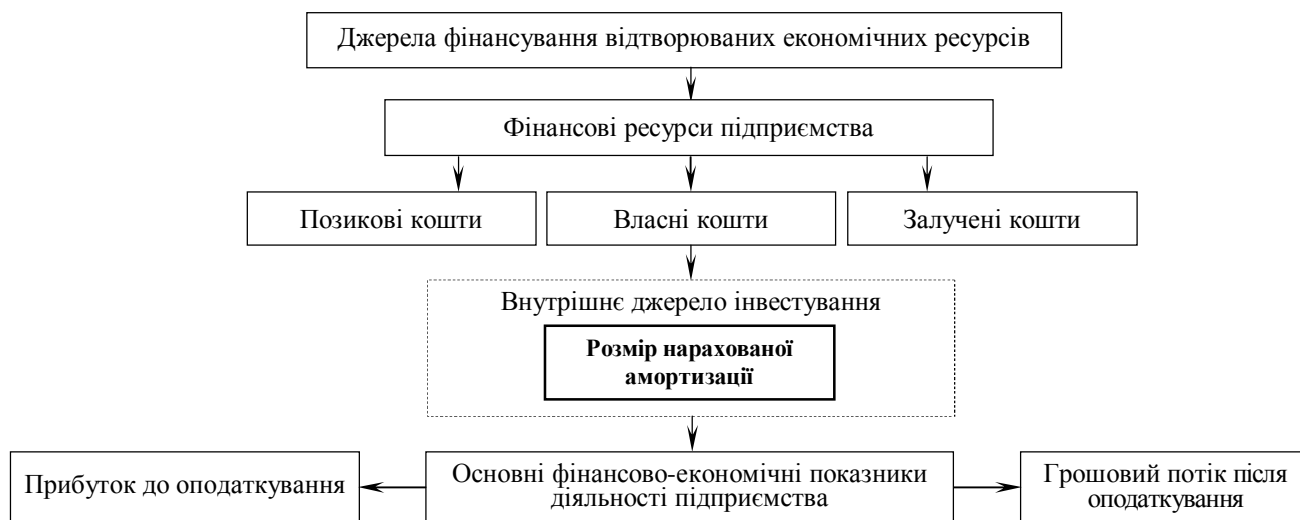 Джерела фінансування відтворюваних економічних ресурсів
Фінансові ресурси підприємства
Позикові кошти
Власні кошти
Залучені кошти
Внутрішнє джерело інвестування
Розмір нарахованої
амортизації
Прибуток до оподаткування
Основні фінансово-економічні показники
діяльності підприємства
Грошовий потік після
оподаткування